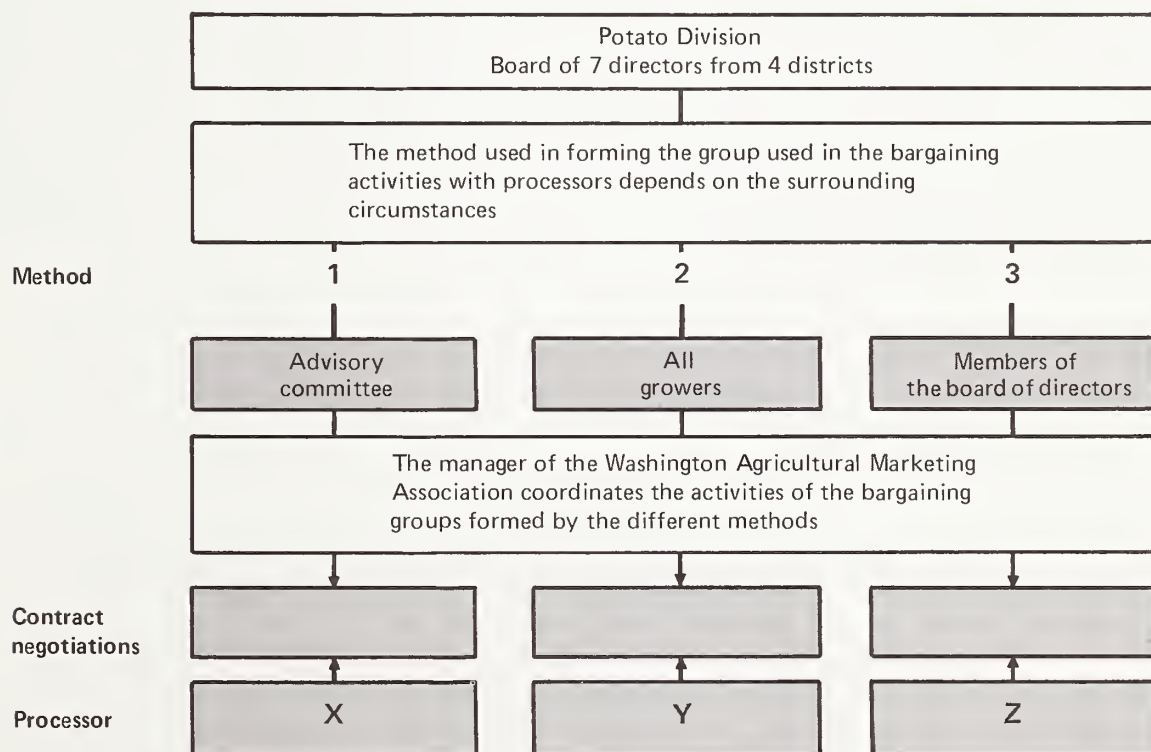 Potato Division
Board of 7 directors from 4 districts
The method used in forming the group used in the bargaining
activities with processors depends on the surrounding
circumstances
Method
1
2
3
Advisory
committee
All
growers
Members of
the board of directors
The manager of the Washington Agricultural Marketing
Association coordinates the activities of the bargaining
groups formed by the different methods
Contract
negotiations
Processor
X
Y
Z